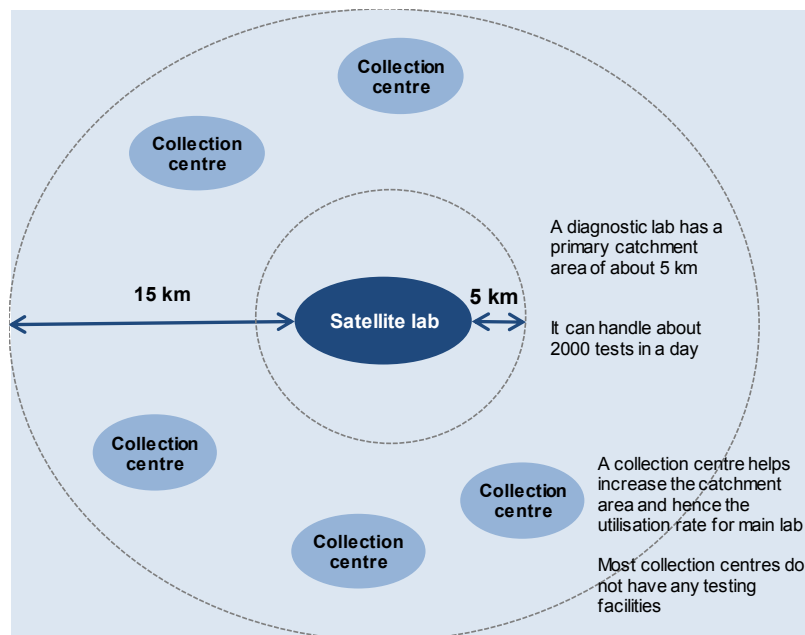 Collection
centre
Collection
centre
A diagnostic lab has a
primary catchment
area of about 5 km
15 km
5 km
Satellite lab
It can handle about
2000 tests in a day
Collection
centre
A collection centre helps
increase the catchment
area and hence the
utilisation rate for main lab
Collection
centre
Collection
centre
Most collection centres do
not have any testing
facilities